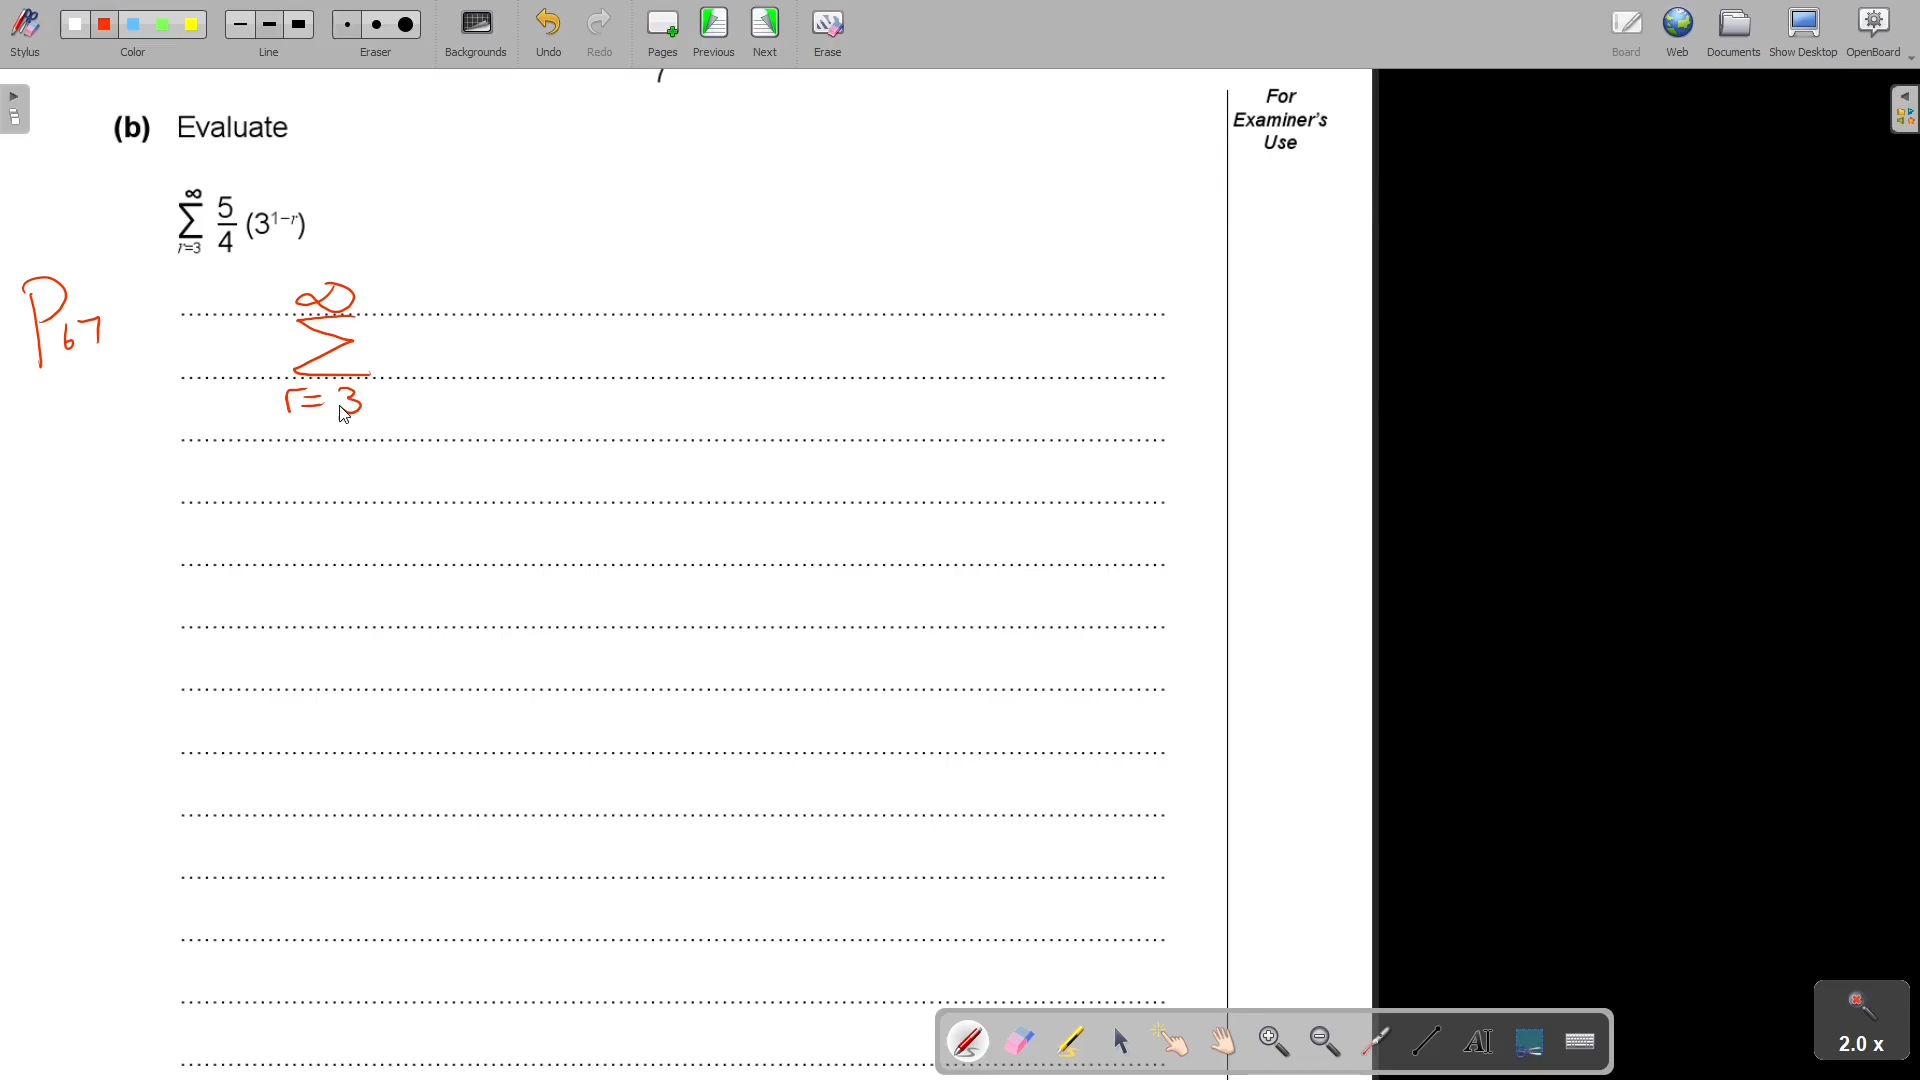 Stylus Color Line Eraser Backgrounds Undo Redo Pages Previous Next Erase Board Web Documents Show Desktop OpenBoard
For
Examiner's
Use
(b) Evaluate
∞
∑ 5/4 (3^{1−r})
r=3
P67
∞
∑
r = 3
2.0 x